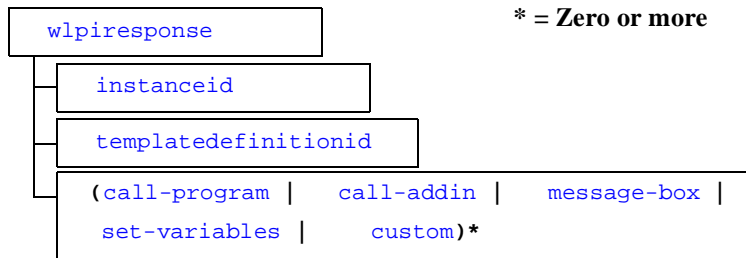 * = Zero or more
wlpiresponse
instanceid
templatedefinitionid
(call-program | call-addin | message-box |
set-variables | custom)*